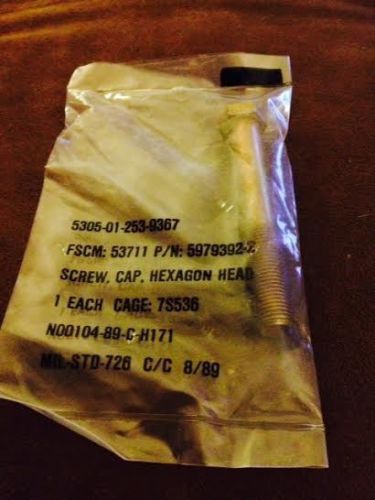 5305-01-253-9367
FSCM: 53711 P/N: 5979392-2
SCREW, CAP, HEXAGON HEAD
1 EACH CAGE: 7S536
N00104-89-C-H171
MIL-STD-726 C/C 8/89